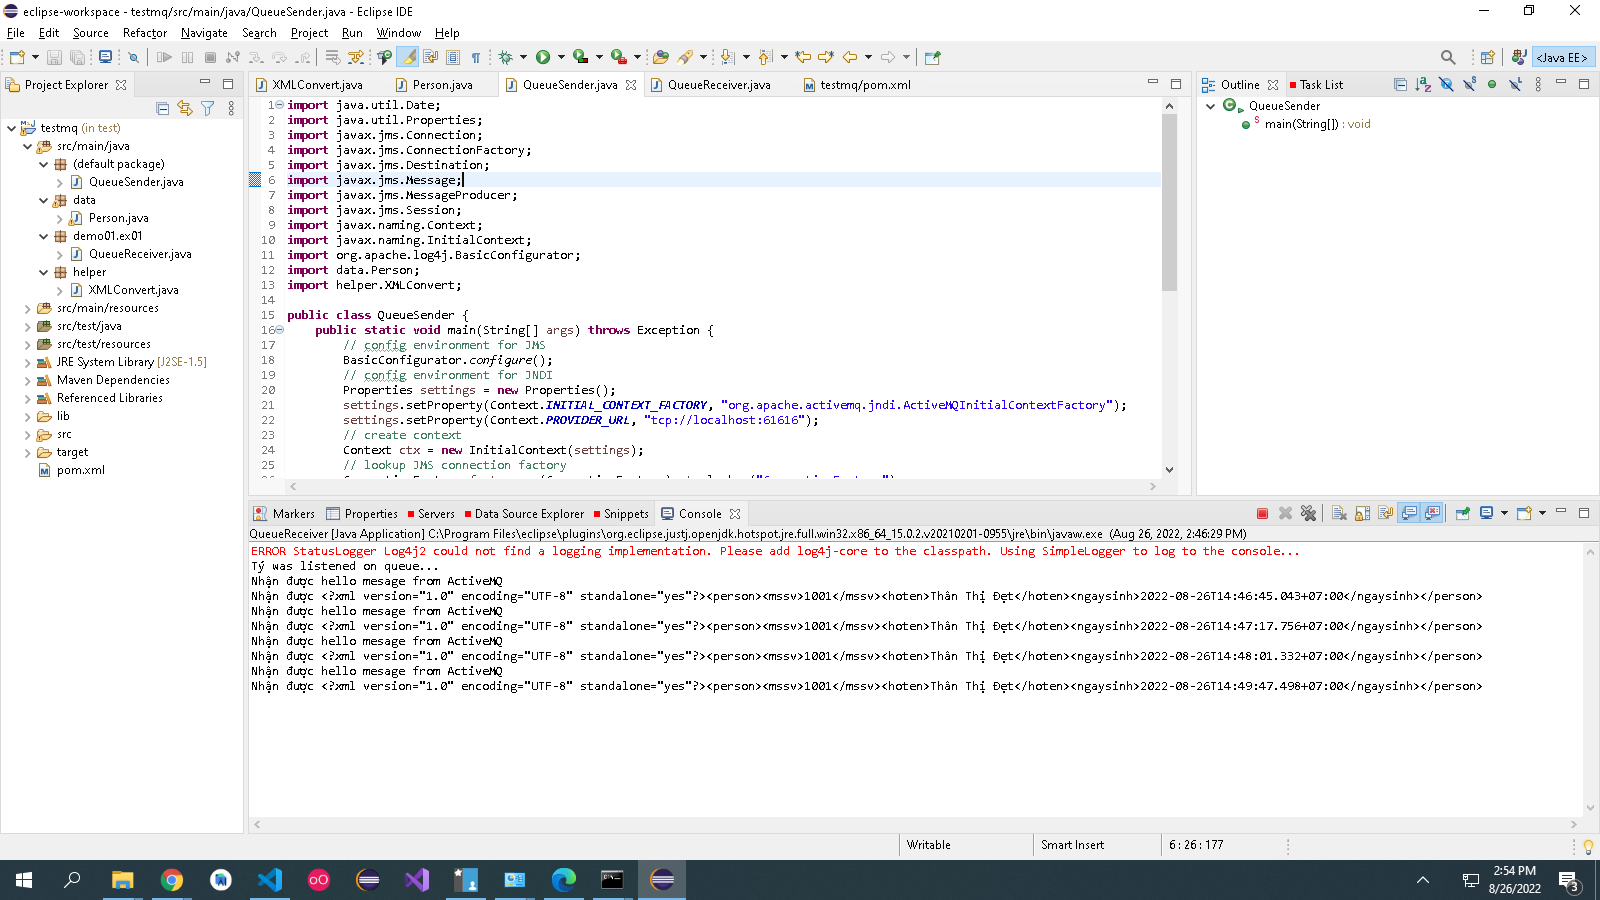 eclipse-workspace - testmq/src/main/java/QueueSender.java - Eclipse IDE
File Edit Source Refactor Navigate Search Project Run Window Help
<Java EE>
Project Explorer
testmq (in test)
src/main/java
(default package)
QueueSender.java
data
Person.java
demo01.ex01
QueueReceiver.java
helper
XMLConvert.java
src/main/resources
src/test/java
src/test/resources
JRE System Library [J2SE-1.5]
Maven Dependencies
Referenced Libraries
lib
src
target
pom.xml
XMLConvert.java Person.java QueueSender.java QueueReceiver.java testmq/pom.xml
1 import java.util.Date;
2 import java.util.Properties;
3 import javax.jms.Connection;
4 import javax.jms.ConnectionFactory;
5 import javax.jms.Destination;
6 import javax.jms.Message;
7 import javax.jms.MessageProducer;
8 import javax.jms.Session;
9 import javax.naming.Context;
10 import javax.naming.InitialContext;
11 import org.apache.log4j.BasicConfigurator;
12 import data.Person;
13 import helper.XMLConvert;
14
15 public class QueueSender {
16 public static void main(String[] args) throws Exception {
17 // config environment for JMS
18 BasicConfigurator.configure();
19 // config environment for JNDI
20 Properties settings = new Properties();
21 settings.setProperty(Context.INITIAL_CONTEXT_FACTORY, "org.apache.activemq.jndi.ActiveMQInitialContextFactory");
22 settings.setProperty(Context.PROVIDER_URL, "tcp://localhost:61616");
23 // create context
24 Context ctx = new InitialContext(settings);
25 // lookup JMS connection factory
Outline Task List
QueueSender
main(String[]) : void
Markers Properties Servers Data Source Explorer Snippets Console
QueueReceiver [Java Application] C:\Program Files\eclipse\plugins\org.eclipse.justj.openjdk.hotspot.jre.full.win32.x86_64_15.0.2.v20210201-0955\jre\bin\javaw.exe (Aug 26, 2022, 2:46:29 PM)
ERROR StatusLogger Log4j2 could not find a logging implementation. Please add log4j-core to the classpath. Using SimpleLogger to log to the console...
Tý was listened on queue...
Nhận được hello mesage from ActiveMQ
Nhận được <?xml version="1.0" encoding="UTF-8" standalone="yes"?><person><mssv>1001</mssv><hoten>Thân Thị Đẹt</hoten><ngaysinh>2022-08-26T14:46:45.043+07:00</ngaysinh></person>
Nhận được hello mesage from ActiveMQ
Nhận được <?xml version="1.0" encoding="UTF-8" standalone="yes"?><person><mssv>1001</mssv><hoten>Thân Thị Đẹt</hoten><ngaysinh>2022-08-26T14:47:17.756+07:00</ngaysinh></person>
Nhận được hello mesage from ActiveMQ
Nhận được <?xml version="1.0" encoding="UTF-8" standalone="yes"?><person><mssv>1001</mssv><hoten>Thân Thị Đẹt</hoten><ngaysinh>2022-08-26T14:48:01.332+07:00</ngaysinh></person>
Nhận được hello mesage from ActiveMQ
Nhận được <?xml version="1.0" encoding="UTF-8" standalone="yes"?><person><mssv>1001</mssv><hoten>Thân Thị Đẹt</hoten><ngaysinh>2022-08-26T14:49:47.498+07:00</ngaysinh></person>
Writable Smart Insert 6 : 26 : 177
2:54 PM
8/26/2022
3